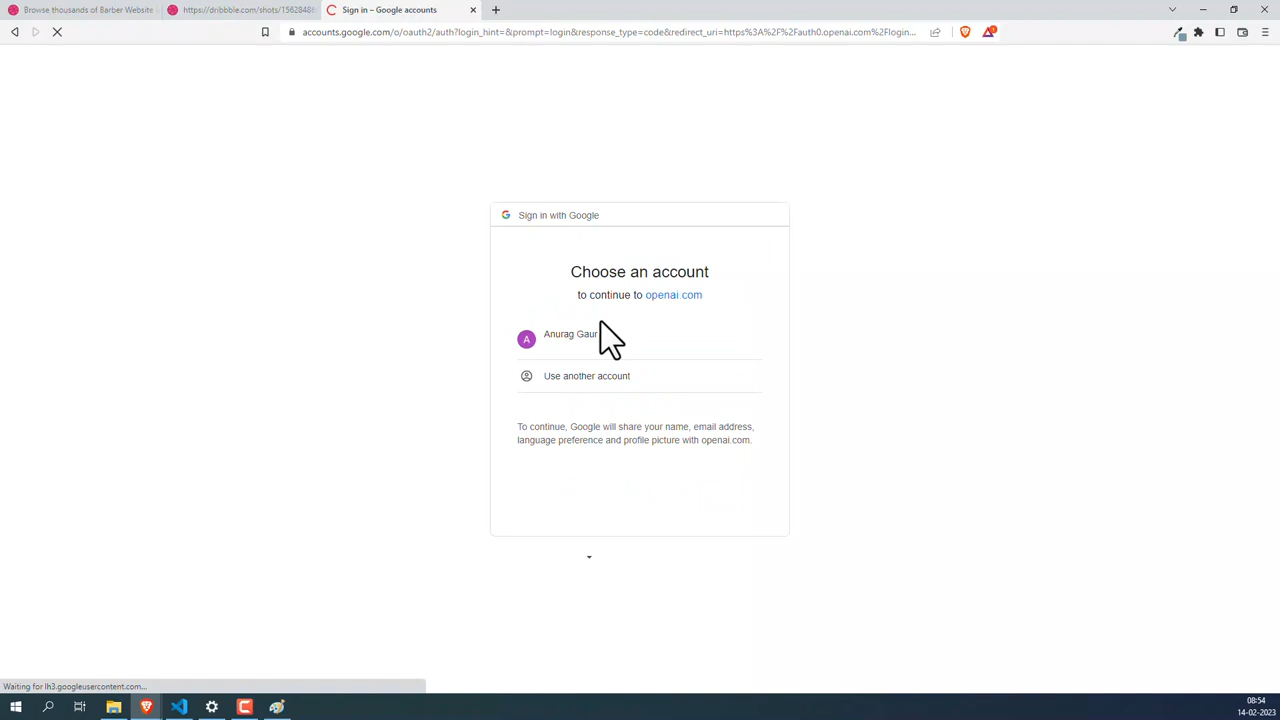 Browse thousands of Barber Website
https://dribbble.com/shots/1562848
Sign in – Google accounts
accounts.google.com/o/oauth2/auth?login_hint=&prompt=login&response_type=code&redirect_uri=https%3A%2F%2Fauth0.openai.com%2Flogin...
Sign in with Google
Choose an account
to continue to openai.com
A
Anurag Gaur
Use another account
To continue, Google will share your name, email address,
language preference and profile picture with openai.com.
Waiting for lh3.googleusercontent.com...
08:54
14-02-2023